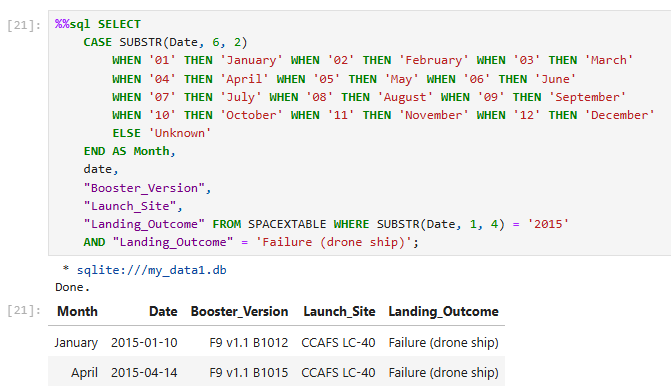 [21]: %%sql SELECT
CASE SUBSTR(Date, 6, 2)
WHEN '01' THEN 'January' WHEN '02' THEN 'February' WHEN '03' THEN 'March'
WHEN '04' THEN 'April' WHEN '05' THEN 'May' WHEN '06' THEN 'June'
WHEN '07' THEN 'July' WHEN '08' THEN 'August' WHEN '09' THEN 'September'
WHEN '10' THEN 'October' WHEN '11' THEN 'November' WHEN '12' THEN 'December'
ELSE 'Unknown'
END AS Month,
date,
"Booster_Version",
"Launch_Site",
"Landing_Outcome" FROM SPACEXTABLE WHERE SUBSTR(Date, 1, 4) = '2015'
AND "Landing_Outcome" = 'Failure (drone ship)';
* sqlite:///my_data1.db
Done.
[21]: Month Date Booster_Version Launch_Site Landing_Outcome
January 2015-01-10 F9 v1.1 B1012 CCAFS LC-40 Failure (drone ship)
April 2015-04-14 F9 v1.1 B1015 CCAFS LC-40 Failure (drone ship)